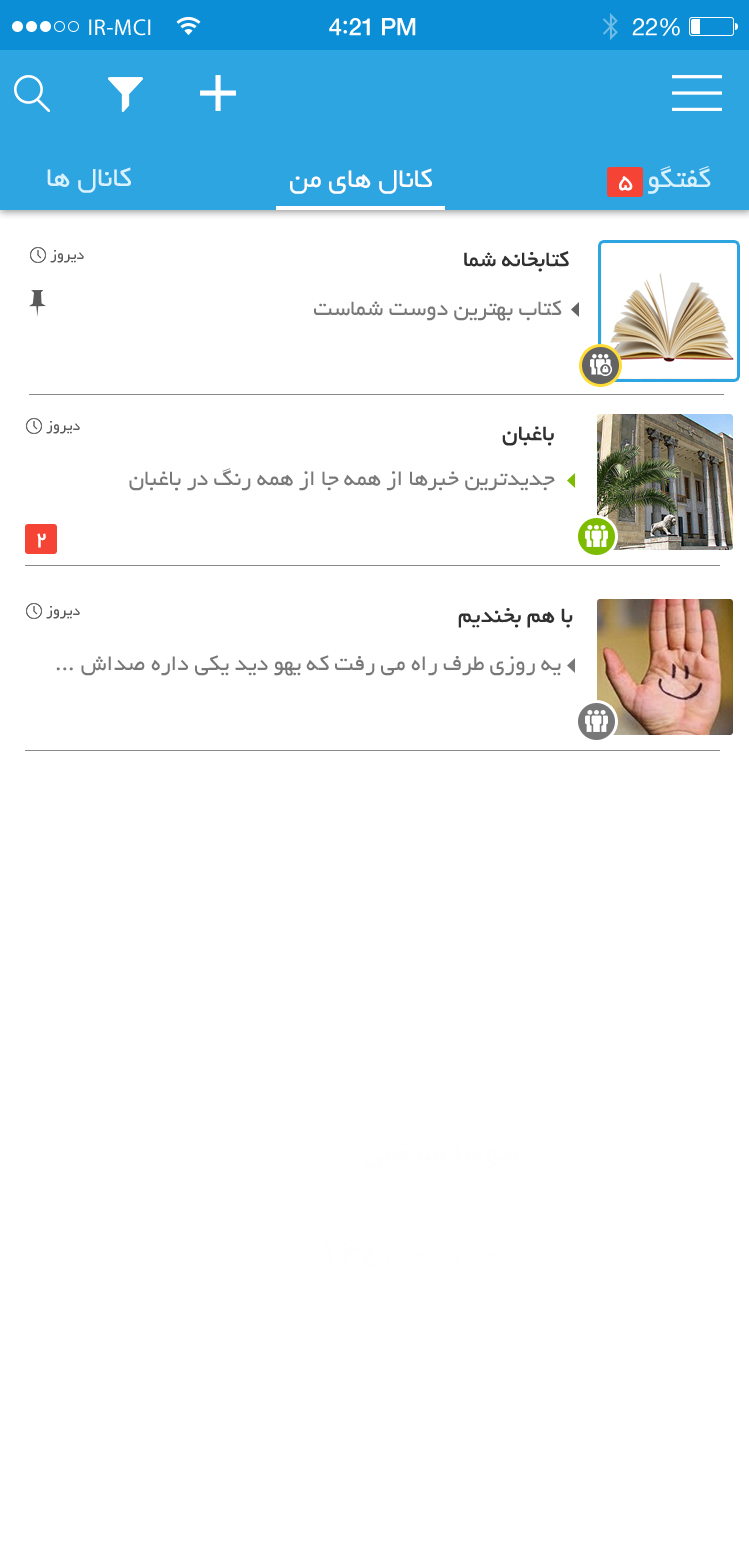 IR-MCI 4:21 PM 22%
گفتگو ۵ کانال های من کانال ها
کتابخانه شما دیروز
کتاب بهترین دوست شماست
باغبان دیروز
جدیدترین خبرها از همه جا از همه رنگ در باغبان
۲
با هم بخندیم دیروز
یه روزی طرف راه می رفت که یهو دید یکی داره صداش ...